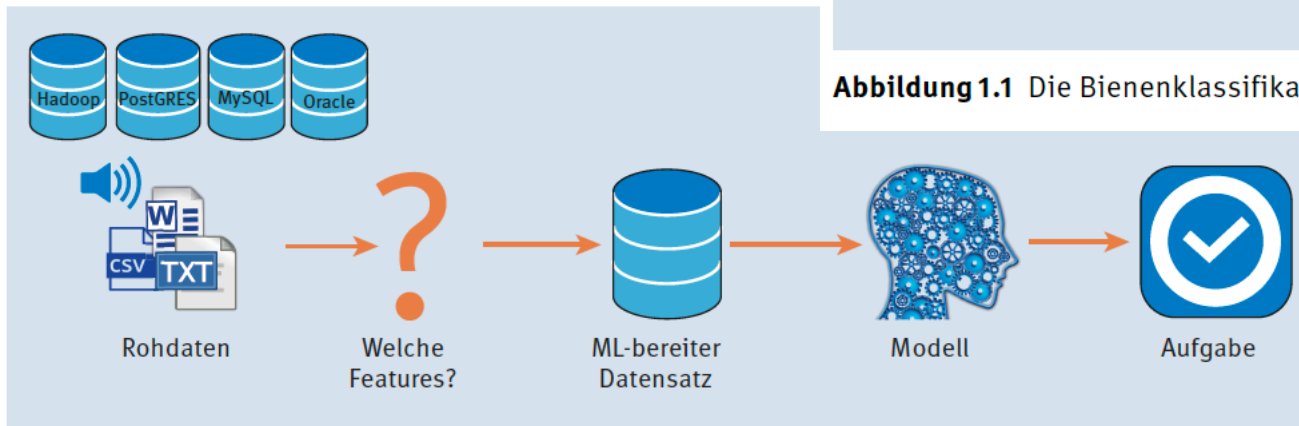 Hadoop PostGRES MySQL Oracle
Abbildung 1.1 Die Bienenklassifika
W
CSV TXT
Rohdaten
Welche
Features?
ML-bereiter
Datensatz
Modell
Aufgabe